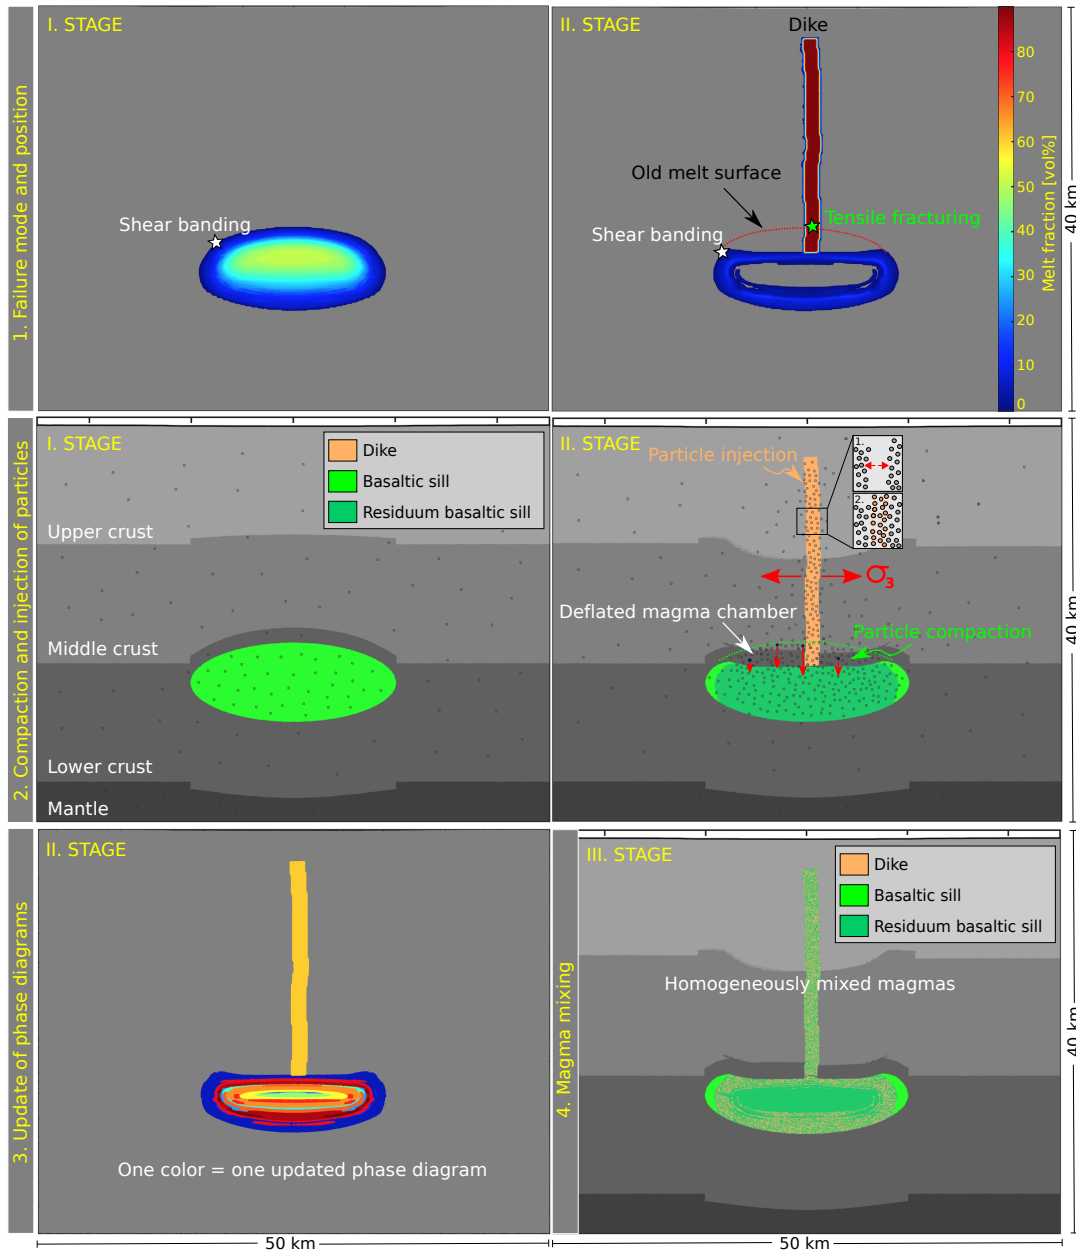 1. Failure mode and position
I. STAGE
Shear banding
II. STAGE
Dike
Old melt surface
Tensile fracturing
Shear banding
80
70
60
50
40
30
20
10
0
Melt fraction [vol%]
40 km
2. Compaction and injection of particles
I. STAGE
Dike
Basaltic sill
Residuum basaltic sill
Upper crust
Middle crust
Lower crust
Mantle
II. STAGE
Particle injection
1.
2.
σ3
Deflated magma chamber
Particle compaction
40 km
3. Update of phase diagrams
II. STAGE
One color = one updated phase diagram
50 km
4. Magma mixing
III. STAGE
Dike
Basaltic sill
Residuum basaltic sill
Homogeneously mixed magmas
40 km
50 km